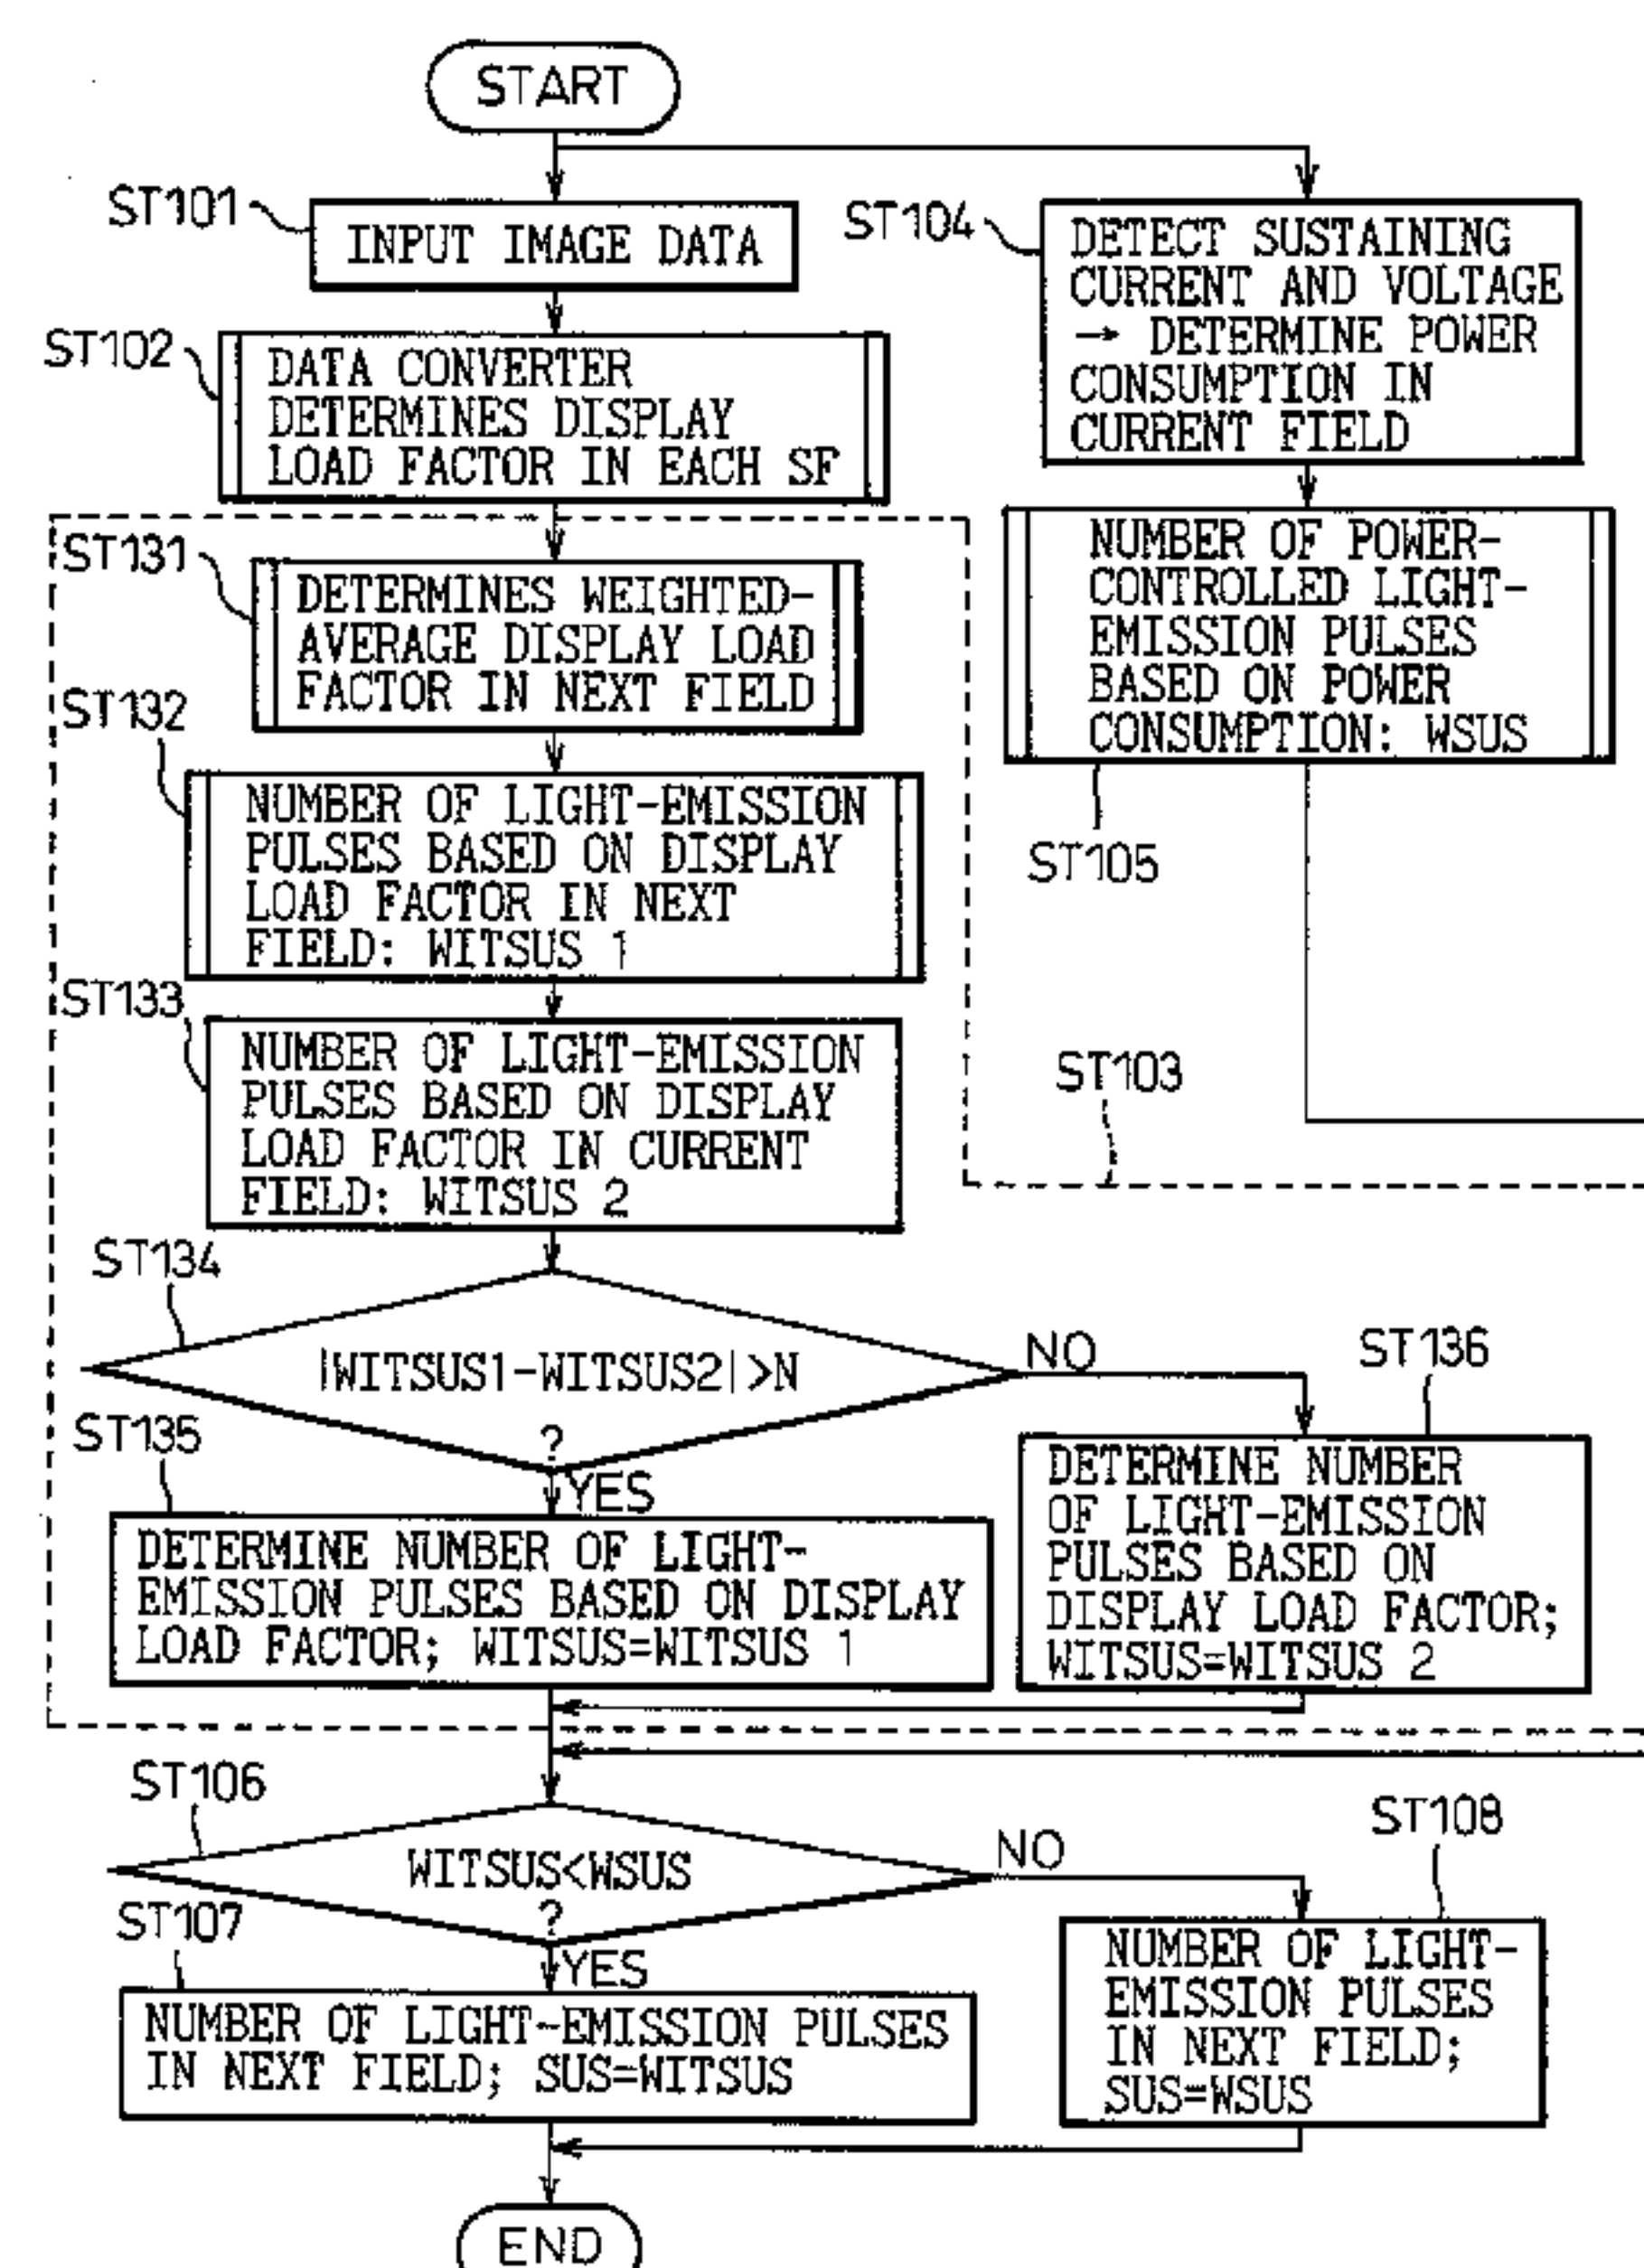 START
ST101
INPUT IMAGE DATA
ST104
DETECT SUSTAINING
CURRENT AND VOLTAGE
→ DETERMINE POWER
CONSUMPTION IN
CURRENT FIELD
ST102
DATA CONVERTER
DETERMINES DISPLAY
LOAD FACTOR IN EACH SF
ST131
DETERMINES WEIGHTED-
AVERAGE DISPLAY LOAD
FACTOR IN NEXT FIELD
NUMBER OF POWER-
CONTROLLED LIGHT-
EMISSION PULSES
BASED ON POWER
CONSUMPTION: WSUS
ST105
ST132
NUMBER OF LIGHT-EMISSION
PULSES BASED ON DISPLAY
LOAD FACTOR IN NEXT
FIELD: WITSUS 1
ST133
NUMBER OF LIGHT-EMISSION
PULSES BASED ON DISPLAY
LOAD FACTOR IN CURRENT
FIELD: WITSUS 2
ST103
ST134
|WITSUS1-WITSUS2|>N
?
NO
YES
ST136
DETERMINE NUMBER
OF LIGHT-EMISSION
PULSES BASED ON
DISPLAY LOAD FACTOR;
WITSUS=WITSUS 2
ST135
DETERMINE NUMBER OF LIGHT-
EMISSION PULSES BASED ON DISPLAY
LOAD FACTOR; WITSUS=WITSUS 1
ST106
WITSUS<WSUS
?
NO
YES
ST108
NUMBER OF LIGHT-
EMISSION PULSES
IN NEXT FIELD;
SUS=WSUS
ST107
NUMBER OF LIGHT-EMISSION PULSES
IN NEXT FIELD; SUS=WITSUS
END